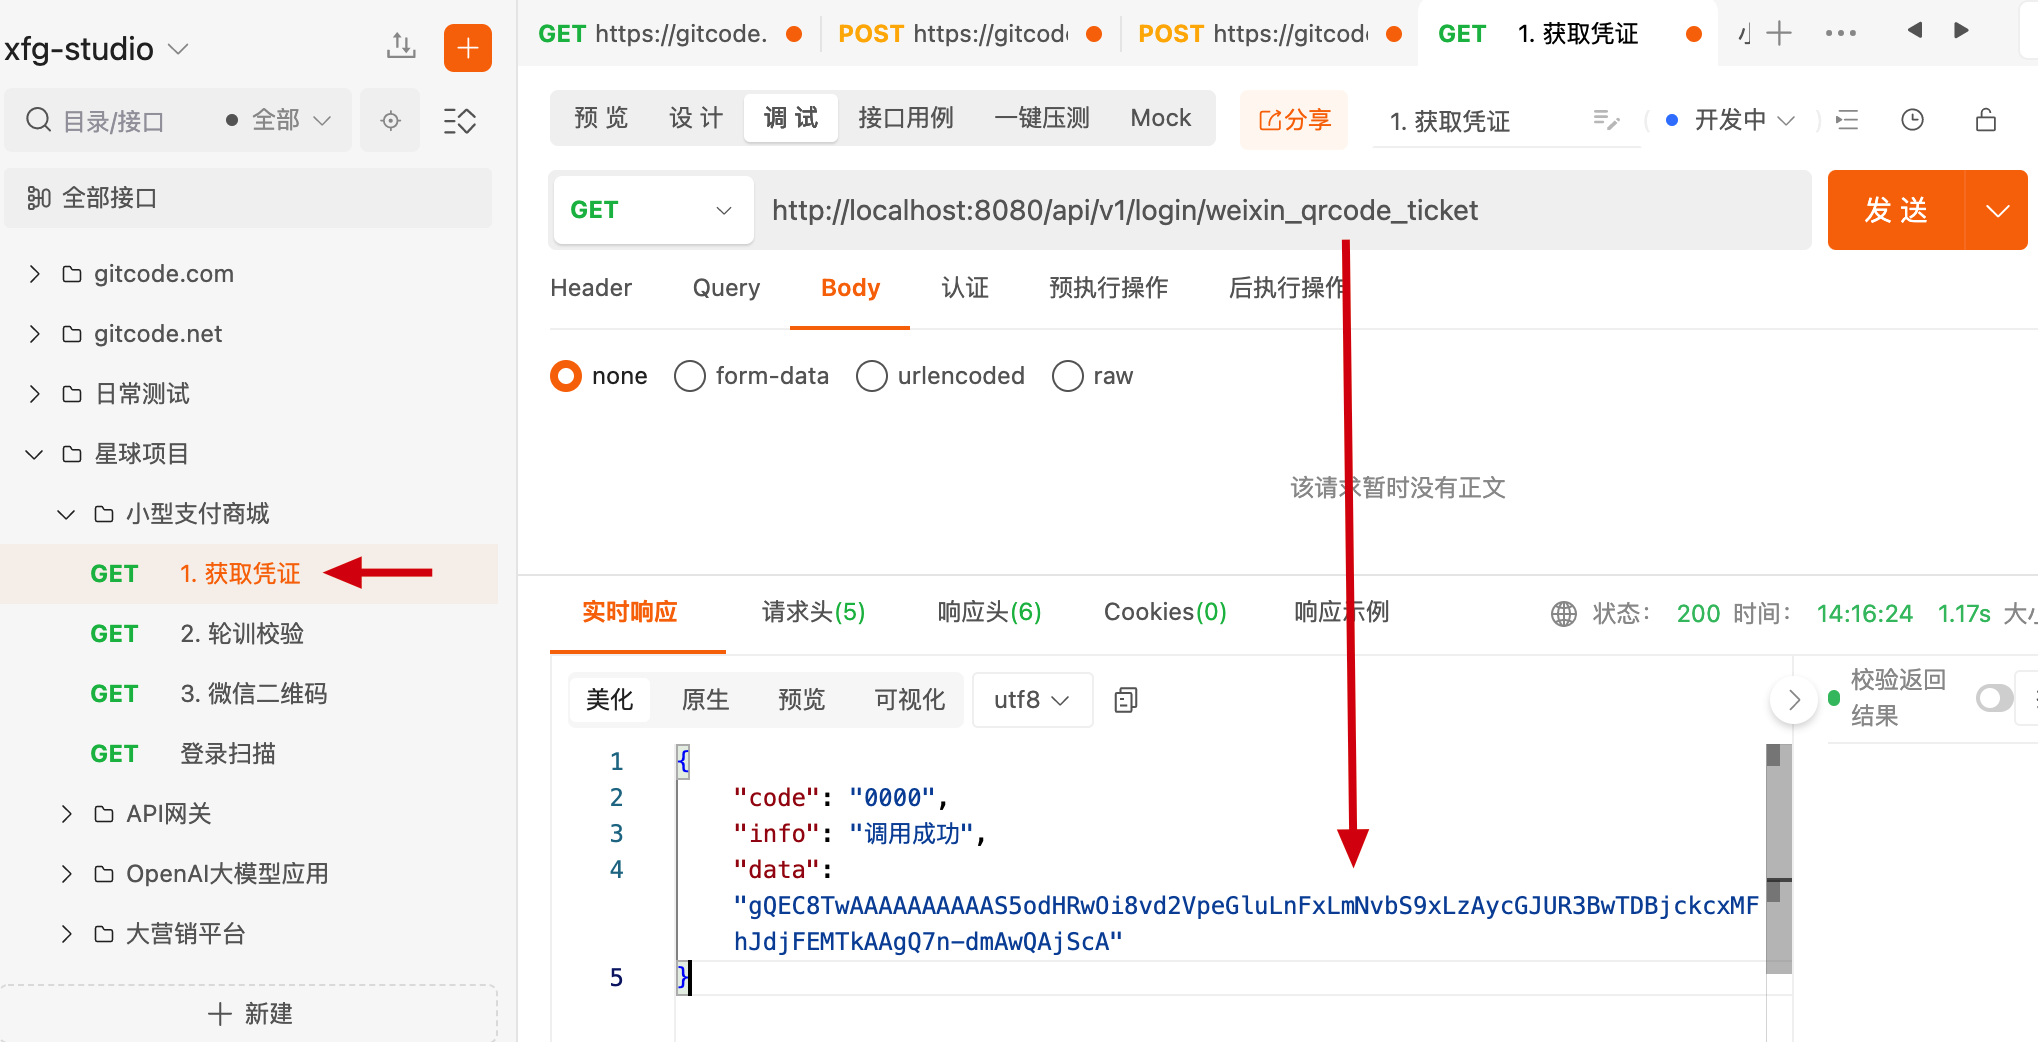 xfg-studio
目录/接口
全部
全部接口
gitcode.com
gitcode.net
日常测试
星球项目
小型支付商城
GET 1. 获取凭证
GET 2. 轮训校验
GET 3. 微信二维码
GET 登录扫描
API网关
OpenAI大模型应用
大营销平台
新建
GET https://gitcode.
POST https://gitcod
POST https://gitcod
GET 1. 获取凭证
预 览 设 计 调 试 接口用例 一键压测 Mock
分享
1. 获取凭证
( 开发中 )
GET http://localhost:8080/api/v1/login/weixin_qrcode_ticket
发 送
Header Query Body 认证 预执行操作 后执行操作
none form-data urlencoded raw
该请求暂时没有正文
实时响应 请求头(5) 响应头(6) Cookies(0) 响应示例
状态: 200 时间: 14:16:24 1.17s 大小
美化 原生 预览 可视化 utf8
校验返回
结果
1 {
2 "code": "0000",
3 "info": "调用成功",
4 "data":
"gQEC8TwAAAAAAAAAAS5odHRwOi8vd2VpeGluLnFxLmNvbS9xLzAycGJUR3BwTDBjckcxMF
hJdjFEMTkAAgQ7n-dmAwQAjScA"
5 }